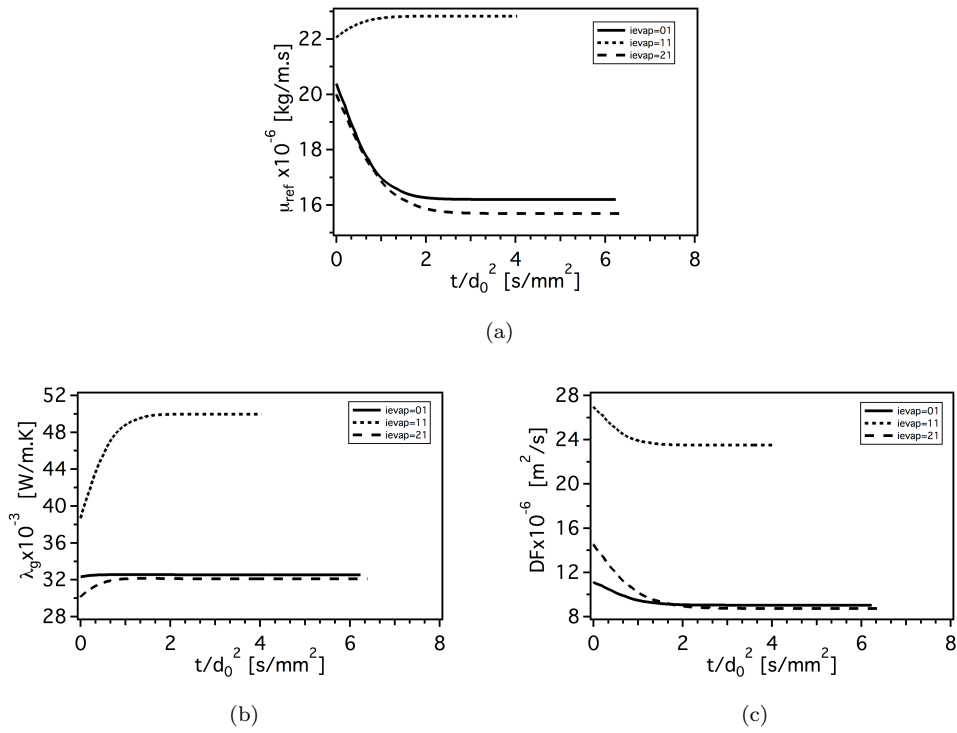 22
20
18
16
μref x10-6 [kg/m.s]
ievap=01
ievap=11
ievap=21
0 2 4 6 8
t/d0² [s/mm²]
(a)
52
48
44
40
36
32
28
λgx10-3 [W/m.K]
ievap=01
ievap=11
ievap=21
0 2 4 6 8
t/d0² [s/mm²]
(b)
28
24
20
16
12
8
DFx10-6 [m²/s]
ievap=01
ievap=11
ievap=21
0 2 4 6 8
t/d0² [s/mm²]
(c)